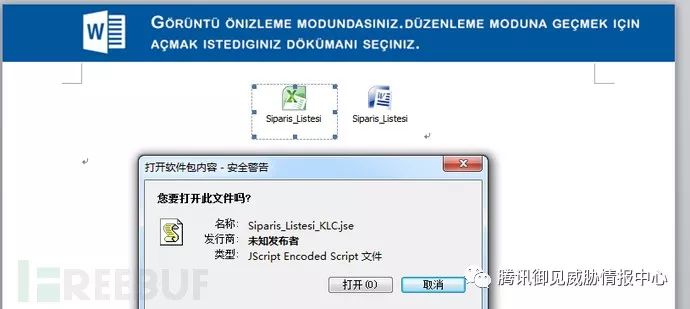 GÖRÜNTÜ ÖNİZLEME MODUNDASINIZ.DÜZENLEME MODUNA GEÇMEK İÇİN
AÇMAK ISTEDIGINIZ DÖKÜMANI SEÇINIZ.
Siparis_Listesi
Siparis_Listesi
打开软件包内容 - 安全警告
您要打开此文件吗?
名称: Siparis_Listesi_KLC.jse
发行商: 未知发布者
类型: JScript Encoded Script 文件
打开(O)
取消
腾讯御见威胁情报中心
FREEBUF